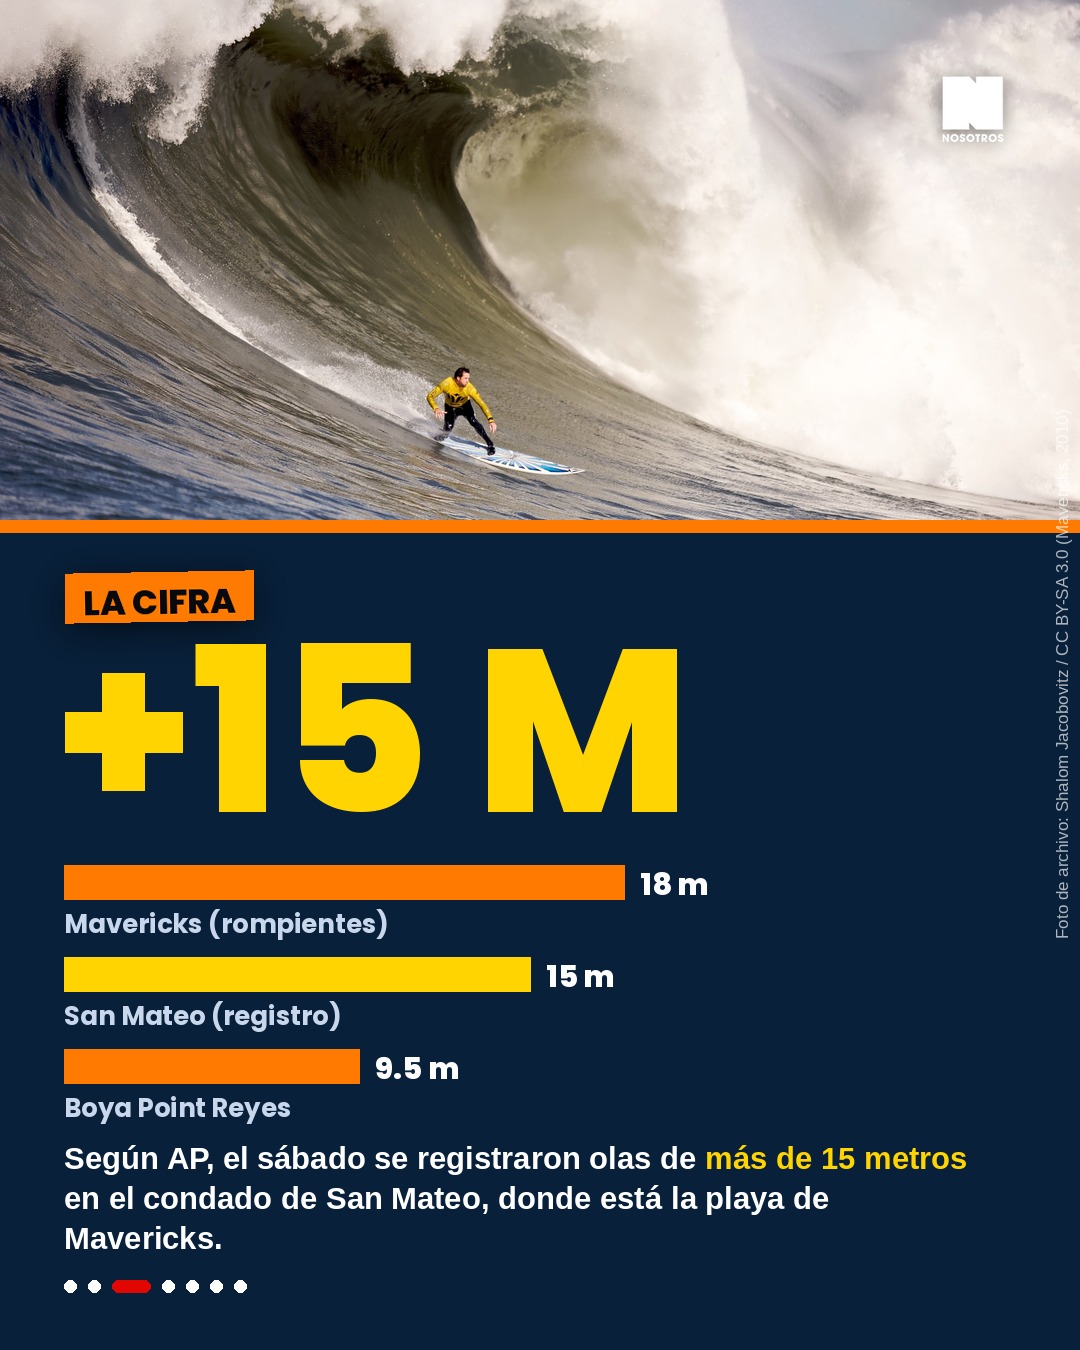 NOSOTROS
LA CIFRA
+15 M
18 m
Mavericks (rompientes)
15 m
San Mateo (registro)
9.5 m
Boya Point Reyes
Según AP, el sábado se registraron olas de más de 15 metros
en el condado de San Mateo, donde está la playa de
Mavericks.
Foto de archivo: Shalom Jacobovitz / CC BY-SA 3.0 (Mavericks, 2010)